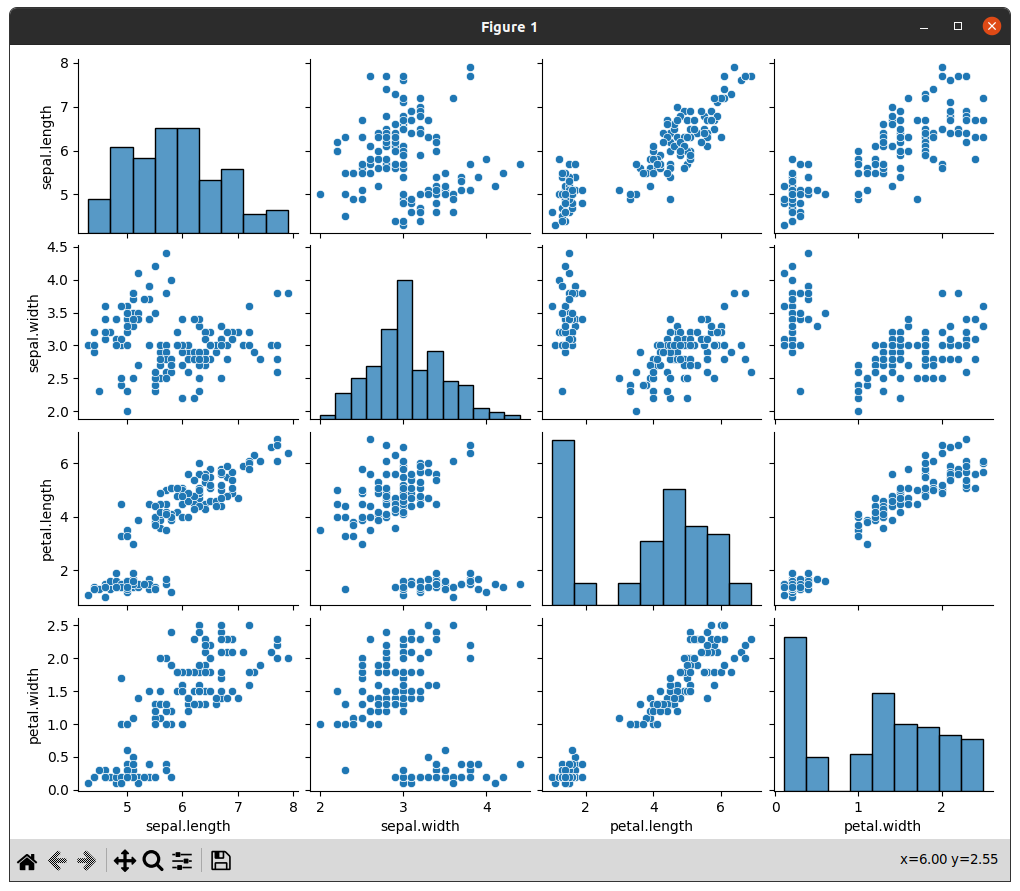 Figure 1
8
7
6
5
sepal.length
4.5
4.0
3.5
3.0
2.5
2.0
sepal.width
6
4
2
petal.length
2.5
2.0
1.5
1.0
0.5
0.0
petal.width
5 6 7 8
2 3 4
2 4 6
0 1 2
sepal.length
sepal.width
petal.length
petal.width
x=6.00 y=2.55